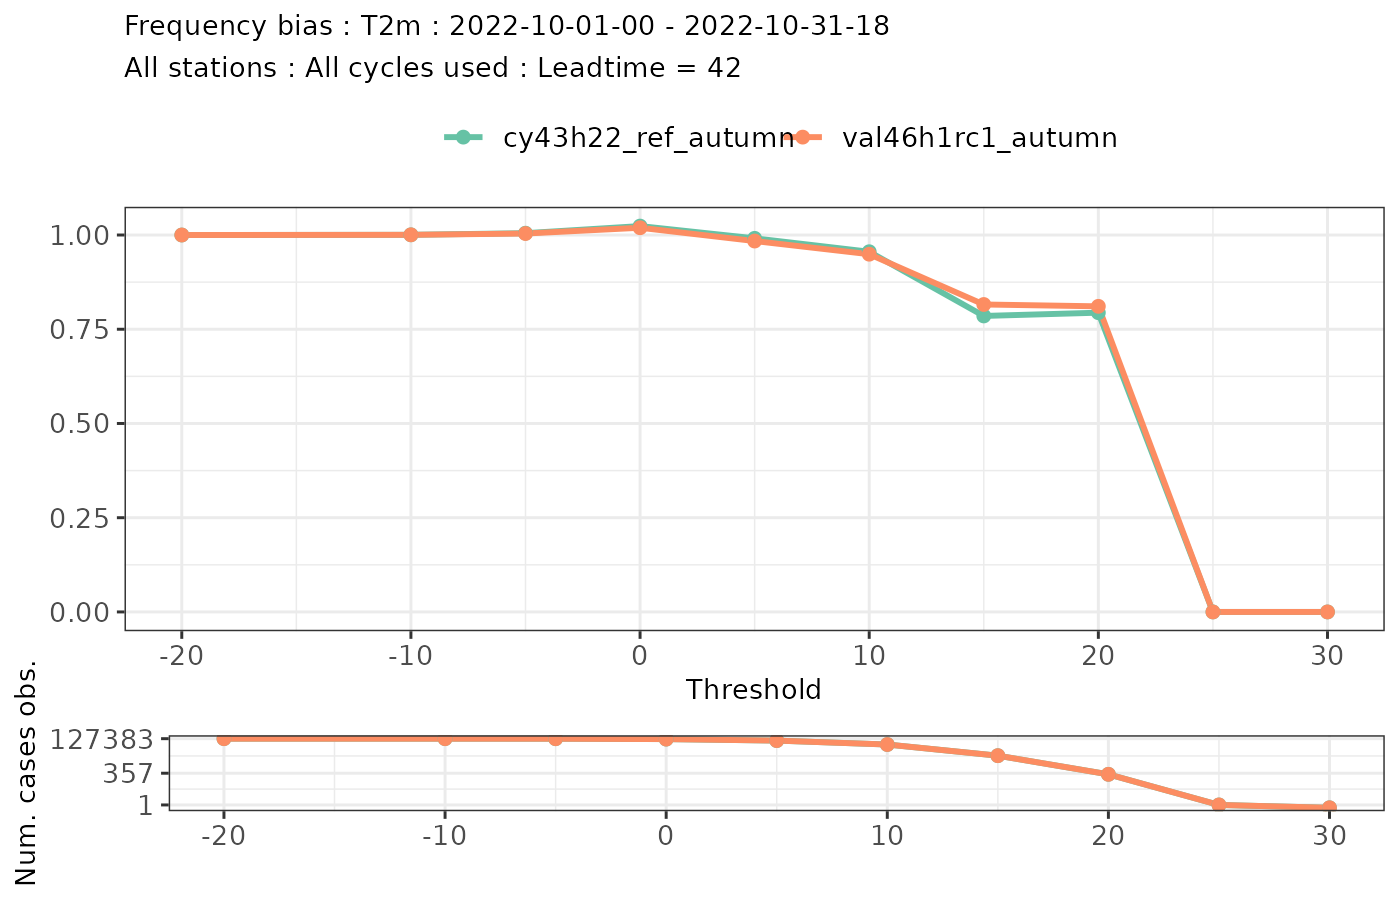 Frequency bias : T2m : 2022-10-01-00 - 2022-10-31-18
All stations : All cycles used : Leadtime = 42
cy43h22_ref_autumn val46h1rc1_autumn
1.00
0.75
0.50
0.25
0.00
-20 -10 0 10 20 30
Threshold
Num. cases obs.
127383
357
1
-20 -10 0 10 20 30